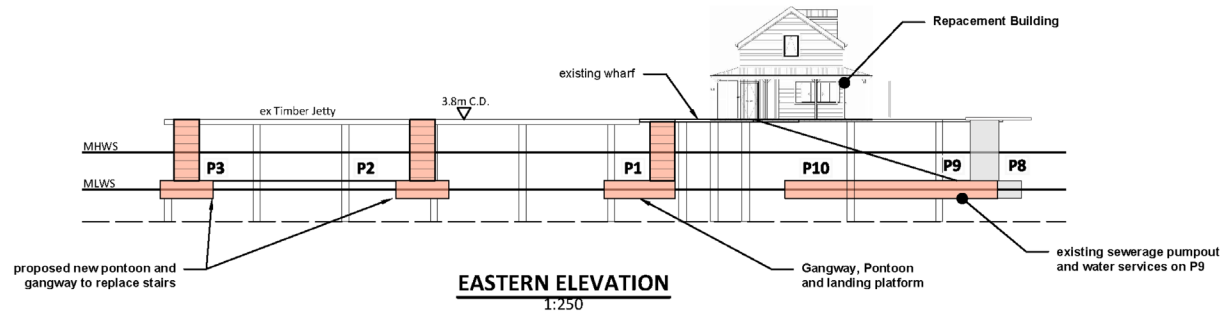 Repacement Building
existing wharf
3.8m C.D.
ex Timber Jetty
MHWS
P3
P2
P1
P10
P9
P8
MLWS
proposed new pontoon and
gangway to replace stairs
EASTERN ELEVATION
1:250
Gangway, Pontoon
and landing platform
existing sewerage pumpout
and water services on P9